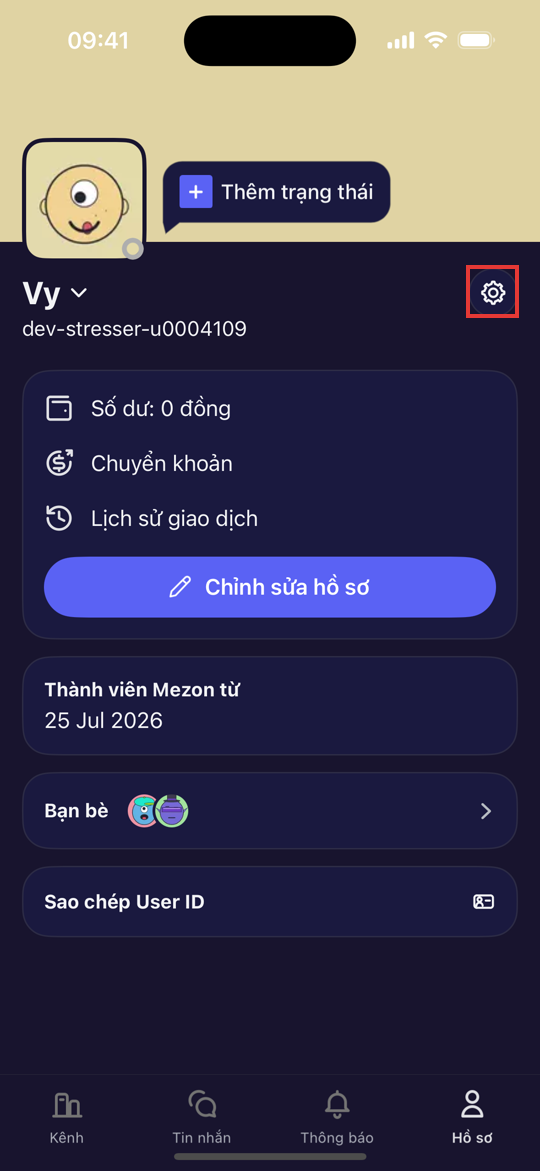 09:41
Thêm trạng thái
Vy
dev-stresser-u0004109
Số dư: 0 đồng
Chuyển khoản
Lịch sử giao dịch
Chỉnh sửa hồ sơ
Thành viên Mezon từ
25 Jul 2026
Bạn bè
Sao chép User ID
Kênh
Tin nhắn
Thông báo
Hồ sơ